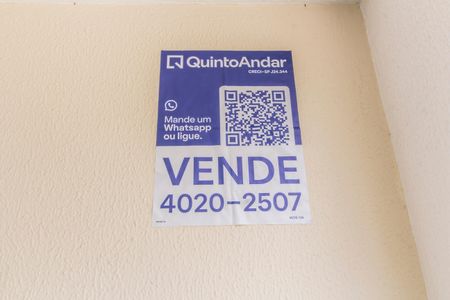 QuintoAndar
CRECI-SP J24.344
Mande um
Whatsapp
ou ligue.
VENDE
4020-2507